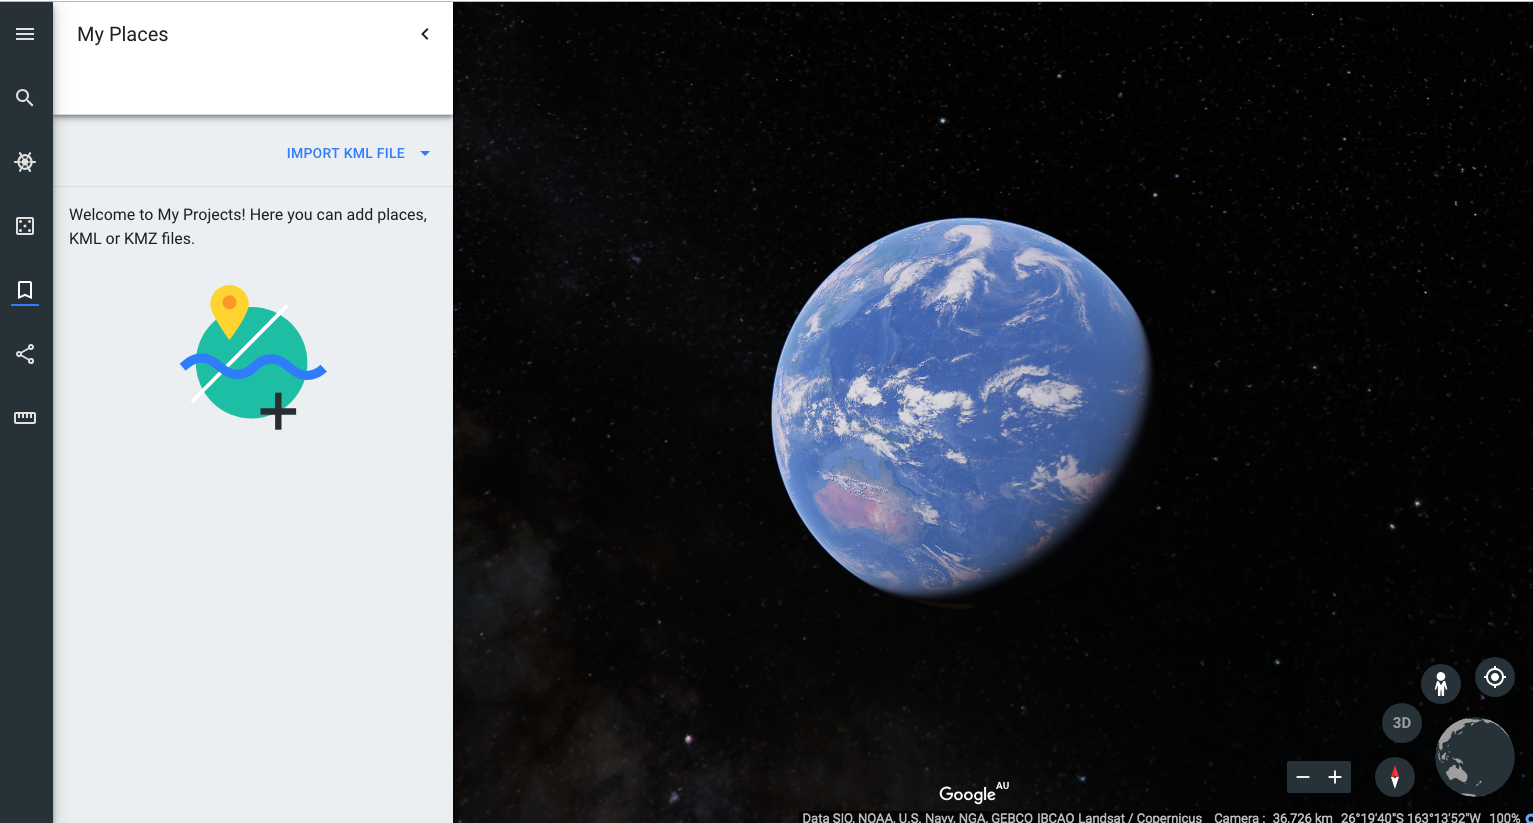 My Places
IMPORT KML FILE
Welcome to My Projects! Here you can add places,
KML or KMZ files.
3D
Google AU
Data SIO, NOAA, U.S. Navy, NGA, GEBCO IBCAO Landsat / Copernicus Camera : 36,726 km 26°19'40"S 163°13'52"W 100%